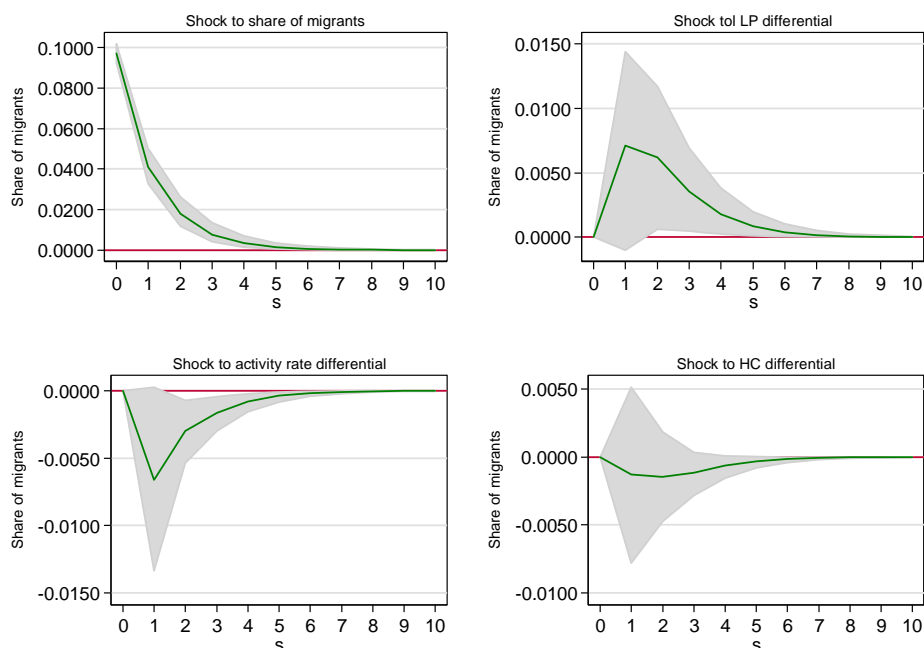 Shock to share of migrants
Share of migrants
0.1000
0.0800
0.0600
0.0400
0.0200
0.0000
0 1 2 3 4 5 6 7 8 9 10
s
Shock tol LP differential
Share of migrants
0.0150
0.0100
0.0050
0.0000
0 1 2 3 4 5 6 7 8 9 10
s
Shock to activity rate differential
Share of migrants
0.0000
-0.0050
-0.0100
-0.0150
0 1 2 3 4 5 6 7 8 9 10
s
Shock to HC differential
Share of migrants
0.0050
0.0000
-0.0050
-0.0100
0 1 2 3 4 5 6 7 8 9 10
s